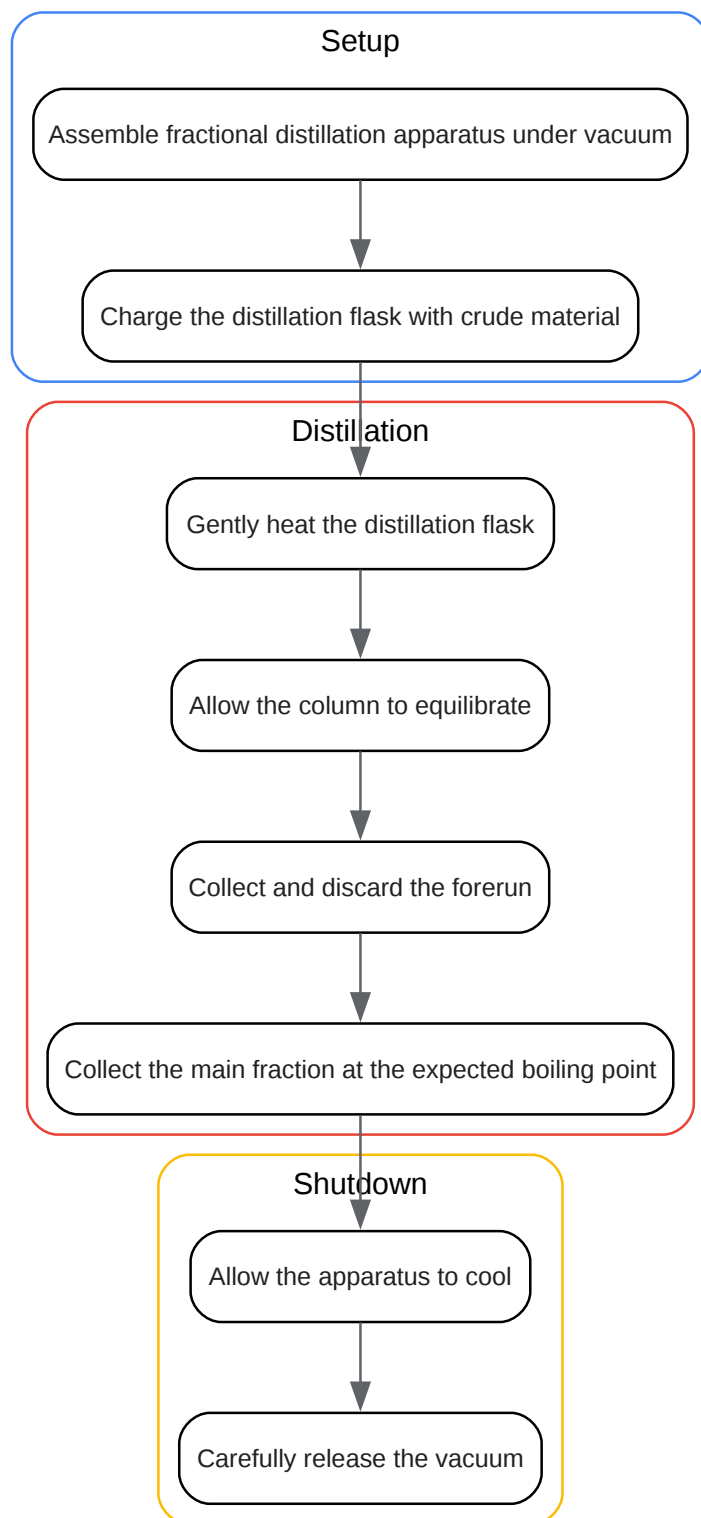 Setup
Assemble fractional distillation apparatus under vacuum
Charge the distillation flask with crude material
Distillation
Gently heat the distillation flask
Allow the column to equilibrate
Collect and discard the forerun
Collect the main fraction at the expected boiling point
Shutdown
Allow the apparatus to cool
Carefully release the vacuum